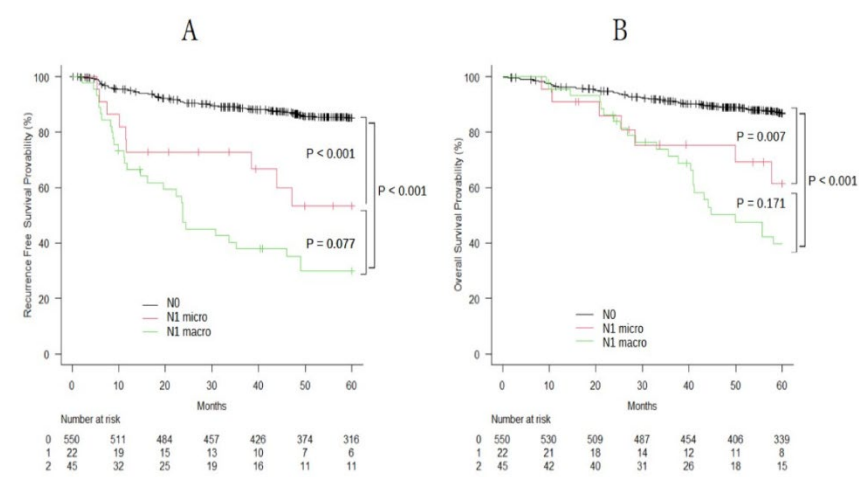 A
Recurrence Free Survival Provability (%)
100
80
60
40
20
0
P < 0.001
P < 0.001
P = 0.077
N0
N1 micro
N1 macro
0 10 20 30 40 50 60
Months
Number at risk
0 550 511 484 457 426 374 316
1 22 19 15 13 10 7 6
2 45 32 25 19 16 11 11
B
Overall Survival Provability (%)
100
80
60
40
20
0
P = 0.007
P < 0.001
P = 0.171
N0
N1 micro
N1 macro
0 10 20 30 40 50 60
Months
Number at risk
0 550 530 509 487 454 406 339
1 22 21 18 14 12 11 8
2 45 42 40 31 26 18 15